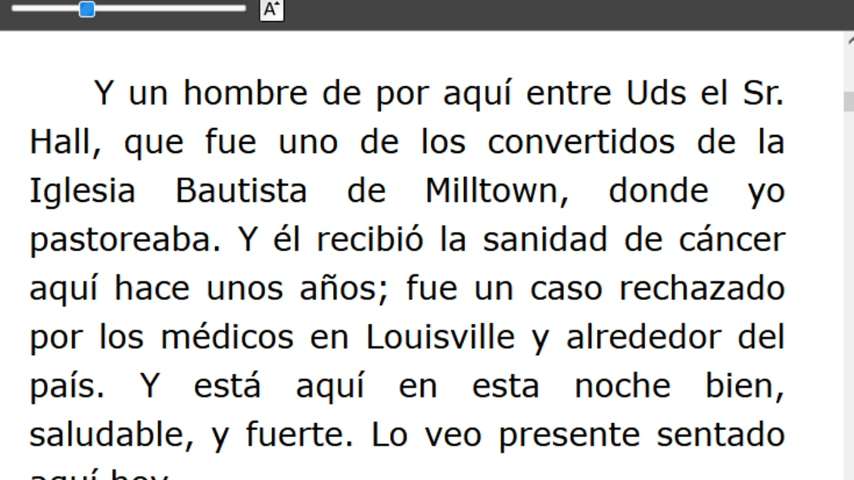 A
Y un hombre de por aquí entre Uds el Sr.
Hall, que fue uno de los convertidos de la
Iglesia Bautista de Milltown, donde yo
pastoreaba. Y él recibió la sanidad de cáncer
aquí hace unos años; fue un caso rechazado
por los médicos en Louisville y alrededor del
país. Y está aquí en esta noche bien,
saludable, y fuerte. Lo veo presente sentado
aquí hoy